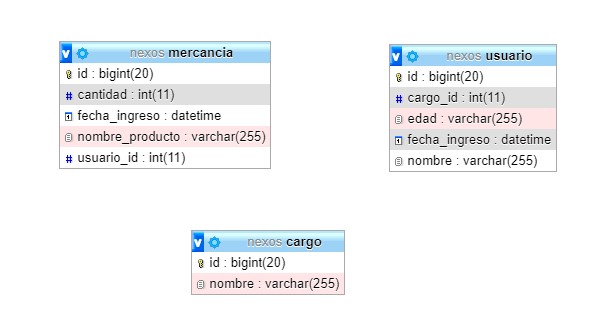 nexos mercancia
id : bigint(20)
# cantidad : int(11)
fecha_ingreso : datetime
nombre_producto : varchar(255)
# usuario_id : int(11)
nexos usuario
id : bigint(20)
# cargo_id : int(11)
edad : varchar(255)
fecha_ingreso : datetime
nombre : varchar(255)
nexos cargo
id : bigint(20)
nombre : varchar(255)